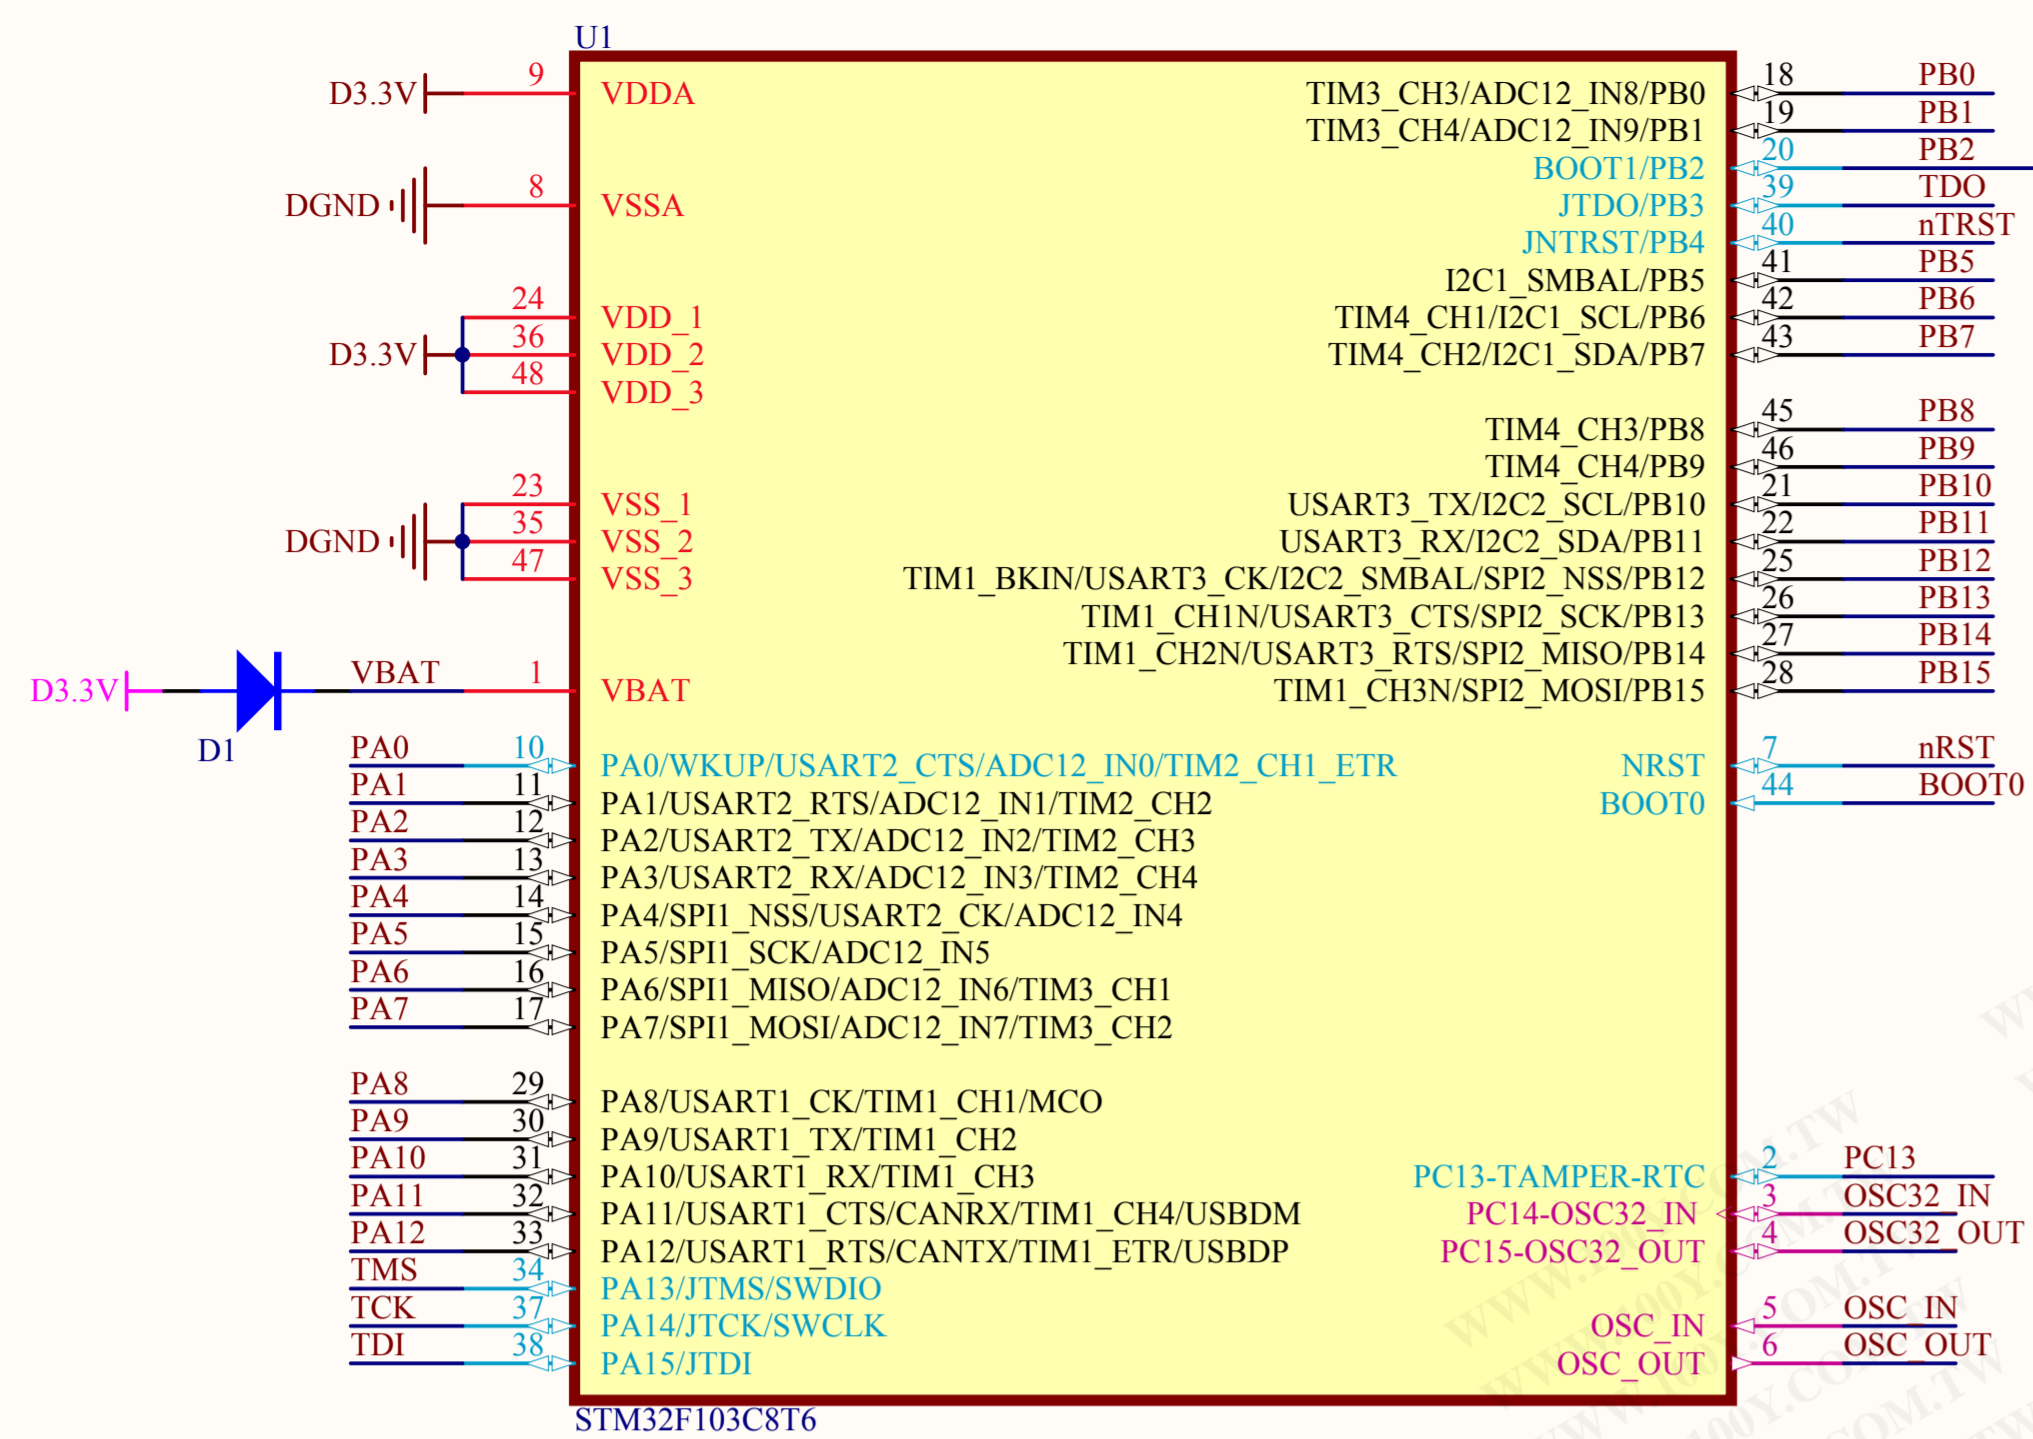 U1
D3.3V 9 VDDA
DGND 8 VSSA
24 VDD_1
D3.3V 36 VDD_2
48 VDD_3
23 VSS_1
DGND 35 VSS_2
47 VSS_3
D3.3V D1 VBAT 1 VBAT
PA0 10 PA0/WKUP/USART2_CTS/ADC12_IN0/TIM2_CH1_ETR
PA1 11 PA1/USART2_RTS/ADC12_IN1/TIM2_CH2
PA2 12 PA2/USART2_TX/ADC12_IN2/TIM2_CH3
PA3 13 PA3/USART2_RX/ADC12_IN3/TIM2_CH4
PA4 14 PA4/SPI1_NSS/USART2_CK/ADC12_IN4
PA5 15 PA5/SPI1_SCK/ADC12_IN5
PA6 16 PA6/SPI1_MISO/ADC12_IN6/TIM3_CH1
PA7 17 PA7/SPI1_MOSI/ADC12_IN7/TIM3_CH2
PA8 29 PA8/USART1_CK/TIM1_CH1/MCO
PA9 30 PA9/USART1_TX/TIM1_CH2
PA10 31 PA10/USART1_RX/TIM1_CH3
PA11 32 PA11/USART1_CTS/CANRX/TIM1_CH4/USBDM
PA12 33 PA12/USART1_RTS/CANTX/TIM1_ETR/USBDP
TMS 34 PA13/JTMS/SWDIO
TCK 37 PA14/JTCK/SWCLK
TDI 38 PA15/JTDI
TIM3_CH3/ADC12_IN8/PB0 18 PB0
TIM3_CH4/ADC12_IN9/PB1 19 PB1
BOOT1/PB2 20 PB2
JTDO/PB3 39 TDO
JNTRST/PB4 40 nTRST
I2C1_SMBAL/PB5 41 PB5
TIM4_CH1/I2C1_SCL/PB6 42 PB6
TIM4_CH2/I2C1_SDA/PB7 43 PB7
TIM4_CH3/PB8 45 PB8
TIM4_CH4/PB9 46 PB9
USART3_TX/I2C2_SCL/PB10 21 PB10
USART3_RX/I2C2_SDA/PB11 22 PB11
TIM1_BKIN/USART3_CK/I2C2_SMBAL/SPI2_NSS/PB12 25 PB12
TIM1_CH1N/USART3_CTS/SPI2_SCK/PB13 26 PB13
TIM1_CH2N/USART3_RTS/SPI2_MISO/PB14 27 PB14
TIM1_CH3N/SPI2_MOSI/PB15 28 PB15
NRST 7 nRST
BOOT0 44 BOOT0
PC13-TAMPER-RTC 2 PC13
PC14-OSC32_IN 3 OSC32_IN
PC15-OSC32_OUT 4 OSC32_OUT
OSC_IN 5 OSC_IN
OSC_OUT 6 OSC_OUT
STM32F103C8T6
WWW.100Y.COM.TW